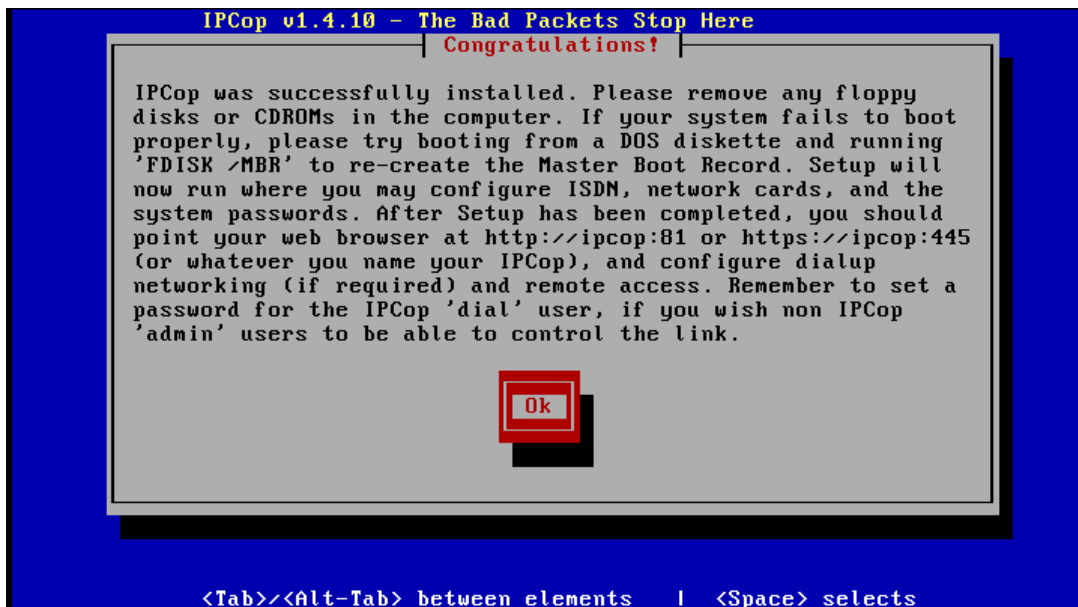 IPCop v1.4.10 - The Bad Packets Stop Here
Congratulations!
IPCop was successfully installed. Please remove any floppy
disks or CDROMs in the computer. If your system fails to boot
properly, please try booting from a DOS diskette and running
'FDISK /MBR' to re-create the Master Boot Record. Setup will
now run where you may configure ISDN, network cards, and the
system passwords. After Setup has been completed, you should
point your web browser at http://ipcop:81 or https://ipcop:445
(or whatever you name your IPCop), and configure dialup
networking (if required) and remote access. Remember to set a
password for the IPCop 'dial' user, if you wish non IPCop
'admin' users to be able to control the link.
Ok
<Tab>/<Alt-Tab> between elements | <Space> selects